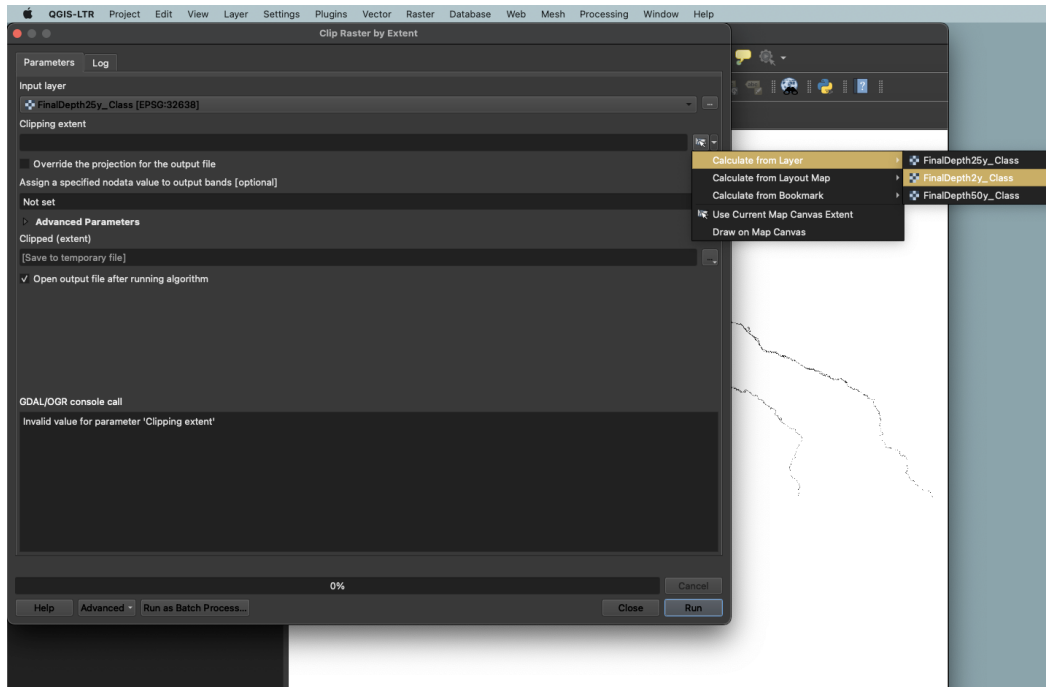 QGIS-LTR Project Edit View Layer Settings Plugins Vector Raster Database Web Mesh Processing Window Help
Clip Raster by Extent
Parameters Log
Input layer
FinalDepth25y_Class [EPSG:32638]
Clipping extent
Override the projection for the output file
Assign a specified nodata value to output bands [optional]
Not set
Advanced Parameters
Clipped (extent)
[Save to temporary file]
Open output file after running algorithm
Calculate from Layer
Calculate from Layout Map
Calculate from Bookmark
Use Current Map Canvas Extent
Draw on Map Canvas
FinalDepth25y_Class
FinalDepth2y_Class
FinalDepth50y_Class
GDAL/OGR console call
Invalid value for parameter 'Clipping extent'
0%
Cancel
Help Advanced Run as Batch Process... Close Run